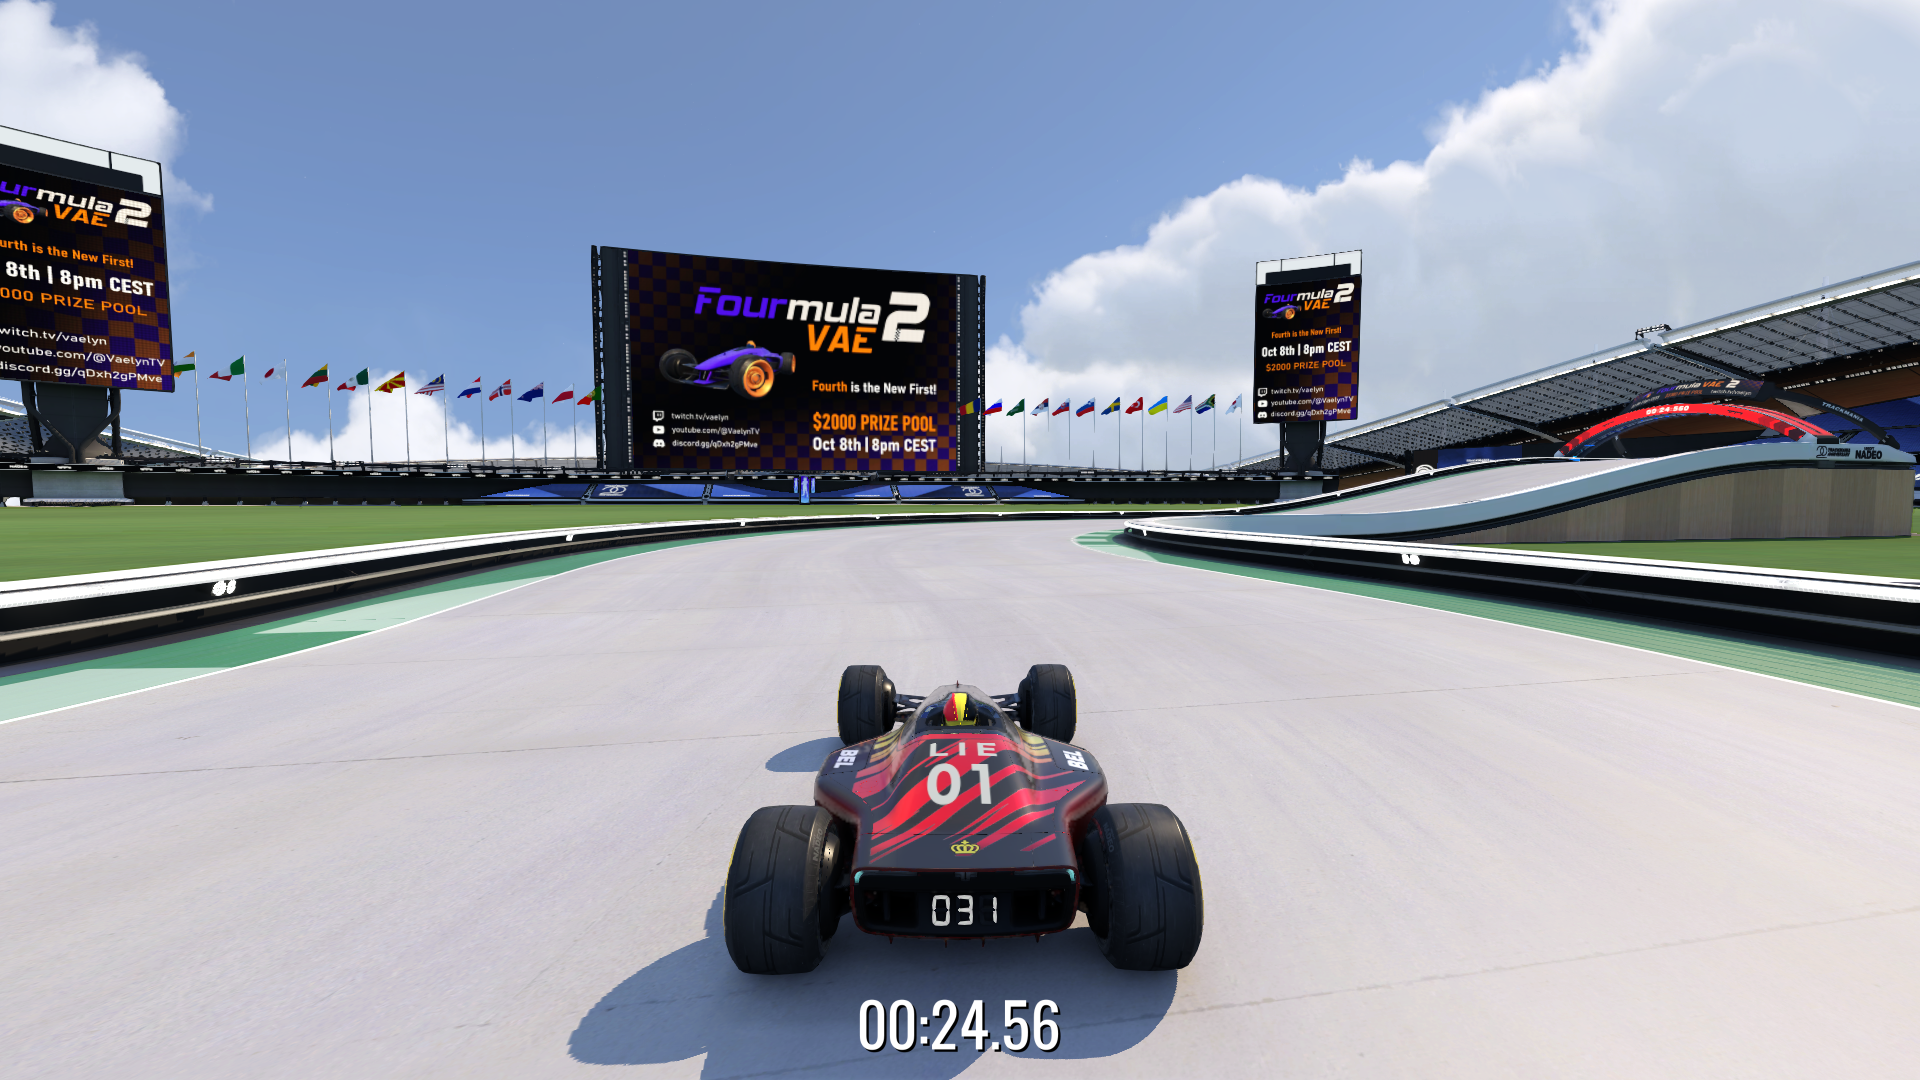 urmula 2
VAE
urth is the New First!
8th | 8pm CEST
000 PRIZE POOL
witch.tv/vaelyn
outube.com/@VaelynTV
discord.gg/qDxh2gPMve
Fourmula 2
VAE
Fourth is the New First!
$2000 PRIZE POOL
Oct 8th | 8pm CEST
twitch.tv/vaelyn
youtube.com/@VaelynTV
discord.gg/qDxh2gPMve
Fourmula 2
VAE
Fourth is the New First!
Oct 8th | 8pm CEST
$2000 PRIZE POOL
twitch.tv/vaelyn
youtube.com/@VaelynTV
discord.gg/qDxh2gPMve
00:24:560
TRACKMANIA
NADEO
BEL
LIE
BEL
01
031
00:24.56